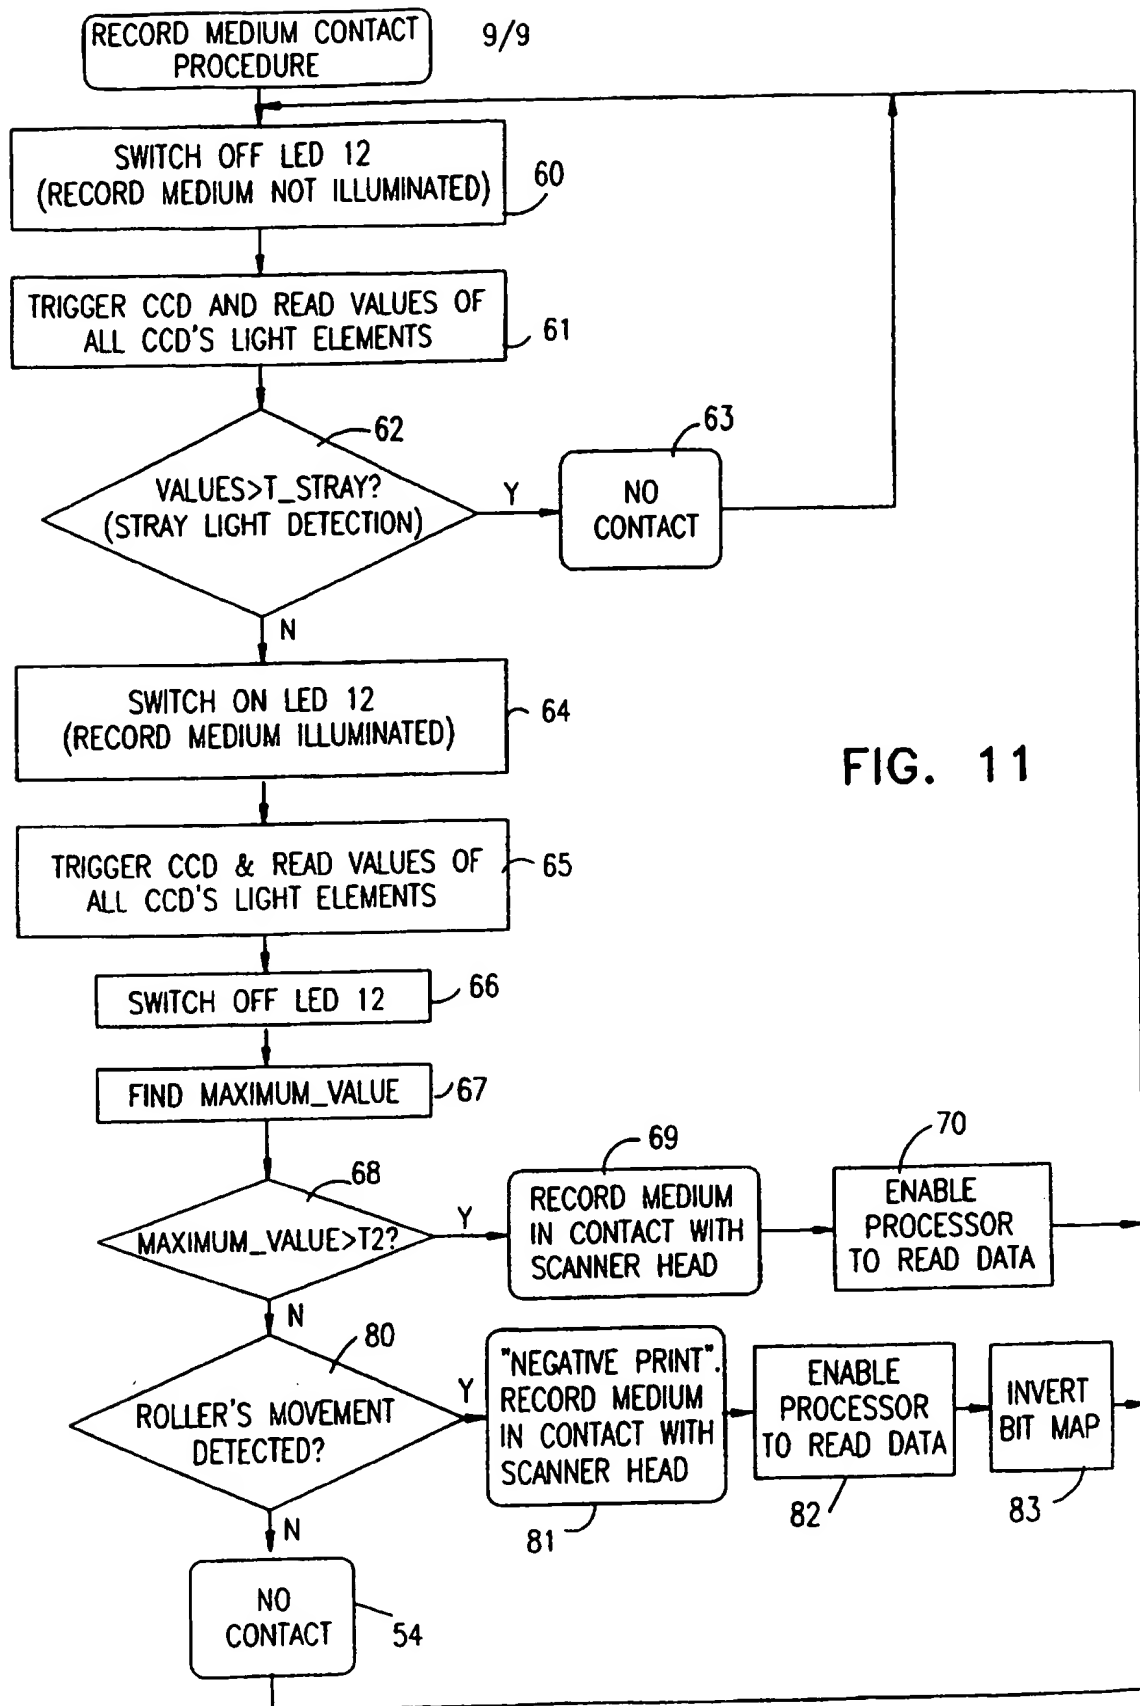 RECORD MEDIUM CONTACT
PROCEDURE
9/9
SWITCH OFF LED 12
(RECORD MEDIUM NOT ILLUMINATED)
60
TRIGGER CCD AND READ VALUES OF
ALL CCD'S LIGHT ELEMENTS
61
62
VALUES>T_STRAY?
(STRAY LIGHT DETECTION)
Y
63
NO
CONTACT
N
SWITCH ON LED 12
(RECORD MEDIUM ILLUMINATED)
64
FIG. 11
TRIGGER CCD & READ VALUES OF
ALL CCD'S LIGHT ELEMENTS
65
SWITCH OFF LED 12
66
FIND MAXIMUM_VALUE
67
68
MAXIMUM_VALUE>T2?
Y
69
RECORD MEDIUM
IN CONTACT WITH
SCANNER HEAD
70
ENABLE
PROCESSOR
TO READ DATA
N
80
ROLLER'S MOVEMENT
DETECTED?
Y
"NEGATIVE PRINT".
RECORD MEDIUM
IN CONTACT WITH
SCANNER HEAD
81
ENABLE
PROCESSOR
TO READ DATA
82
INVERT
BIT MAP
83
N
NO
CONTACT
54